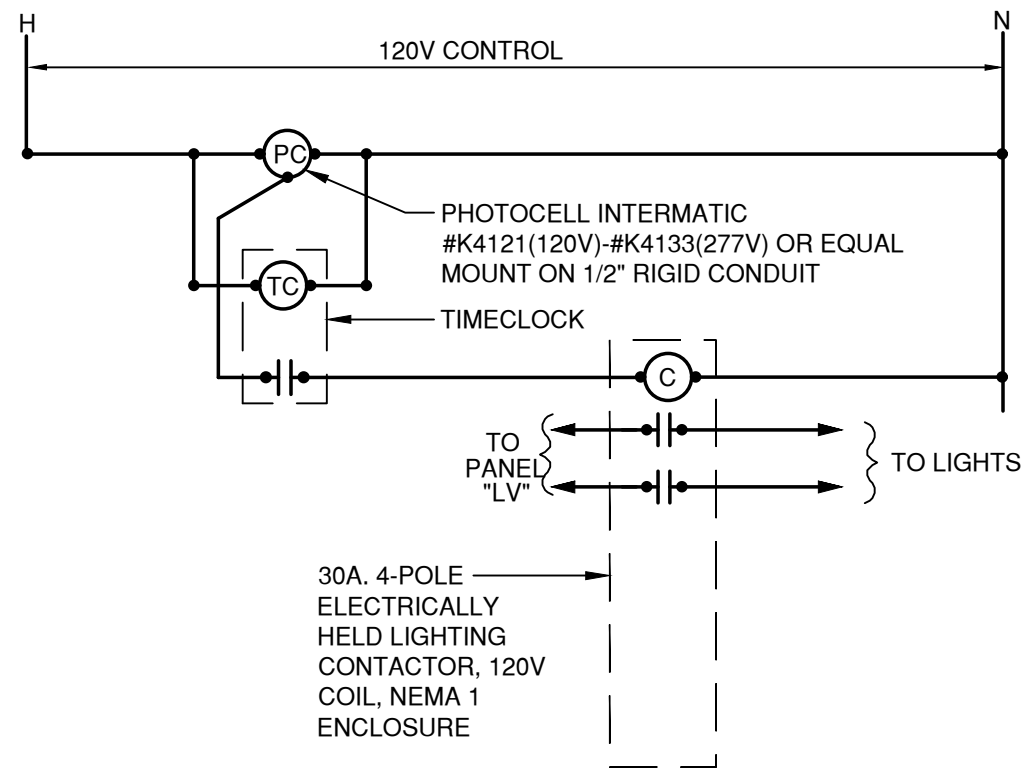 H
N
120V CONTROL
PC
PHOTOCELL INTERMATIC
#K4121(120V)-#K4133(277V) OR EQUAL
MOUNT ON 1/2" RIGID CONDUIT
TC
TIMECLOCK
C
TO
PANEL
"LV"
TO LIGHTS
30A. 4-POLE
ELECTRICALLY
HELD LIGHTING
CONTACTOR, 120V
COIL, NEMA 1
ENCLOSURE